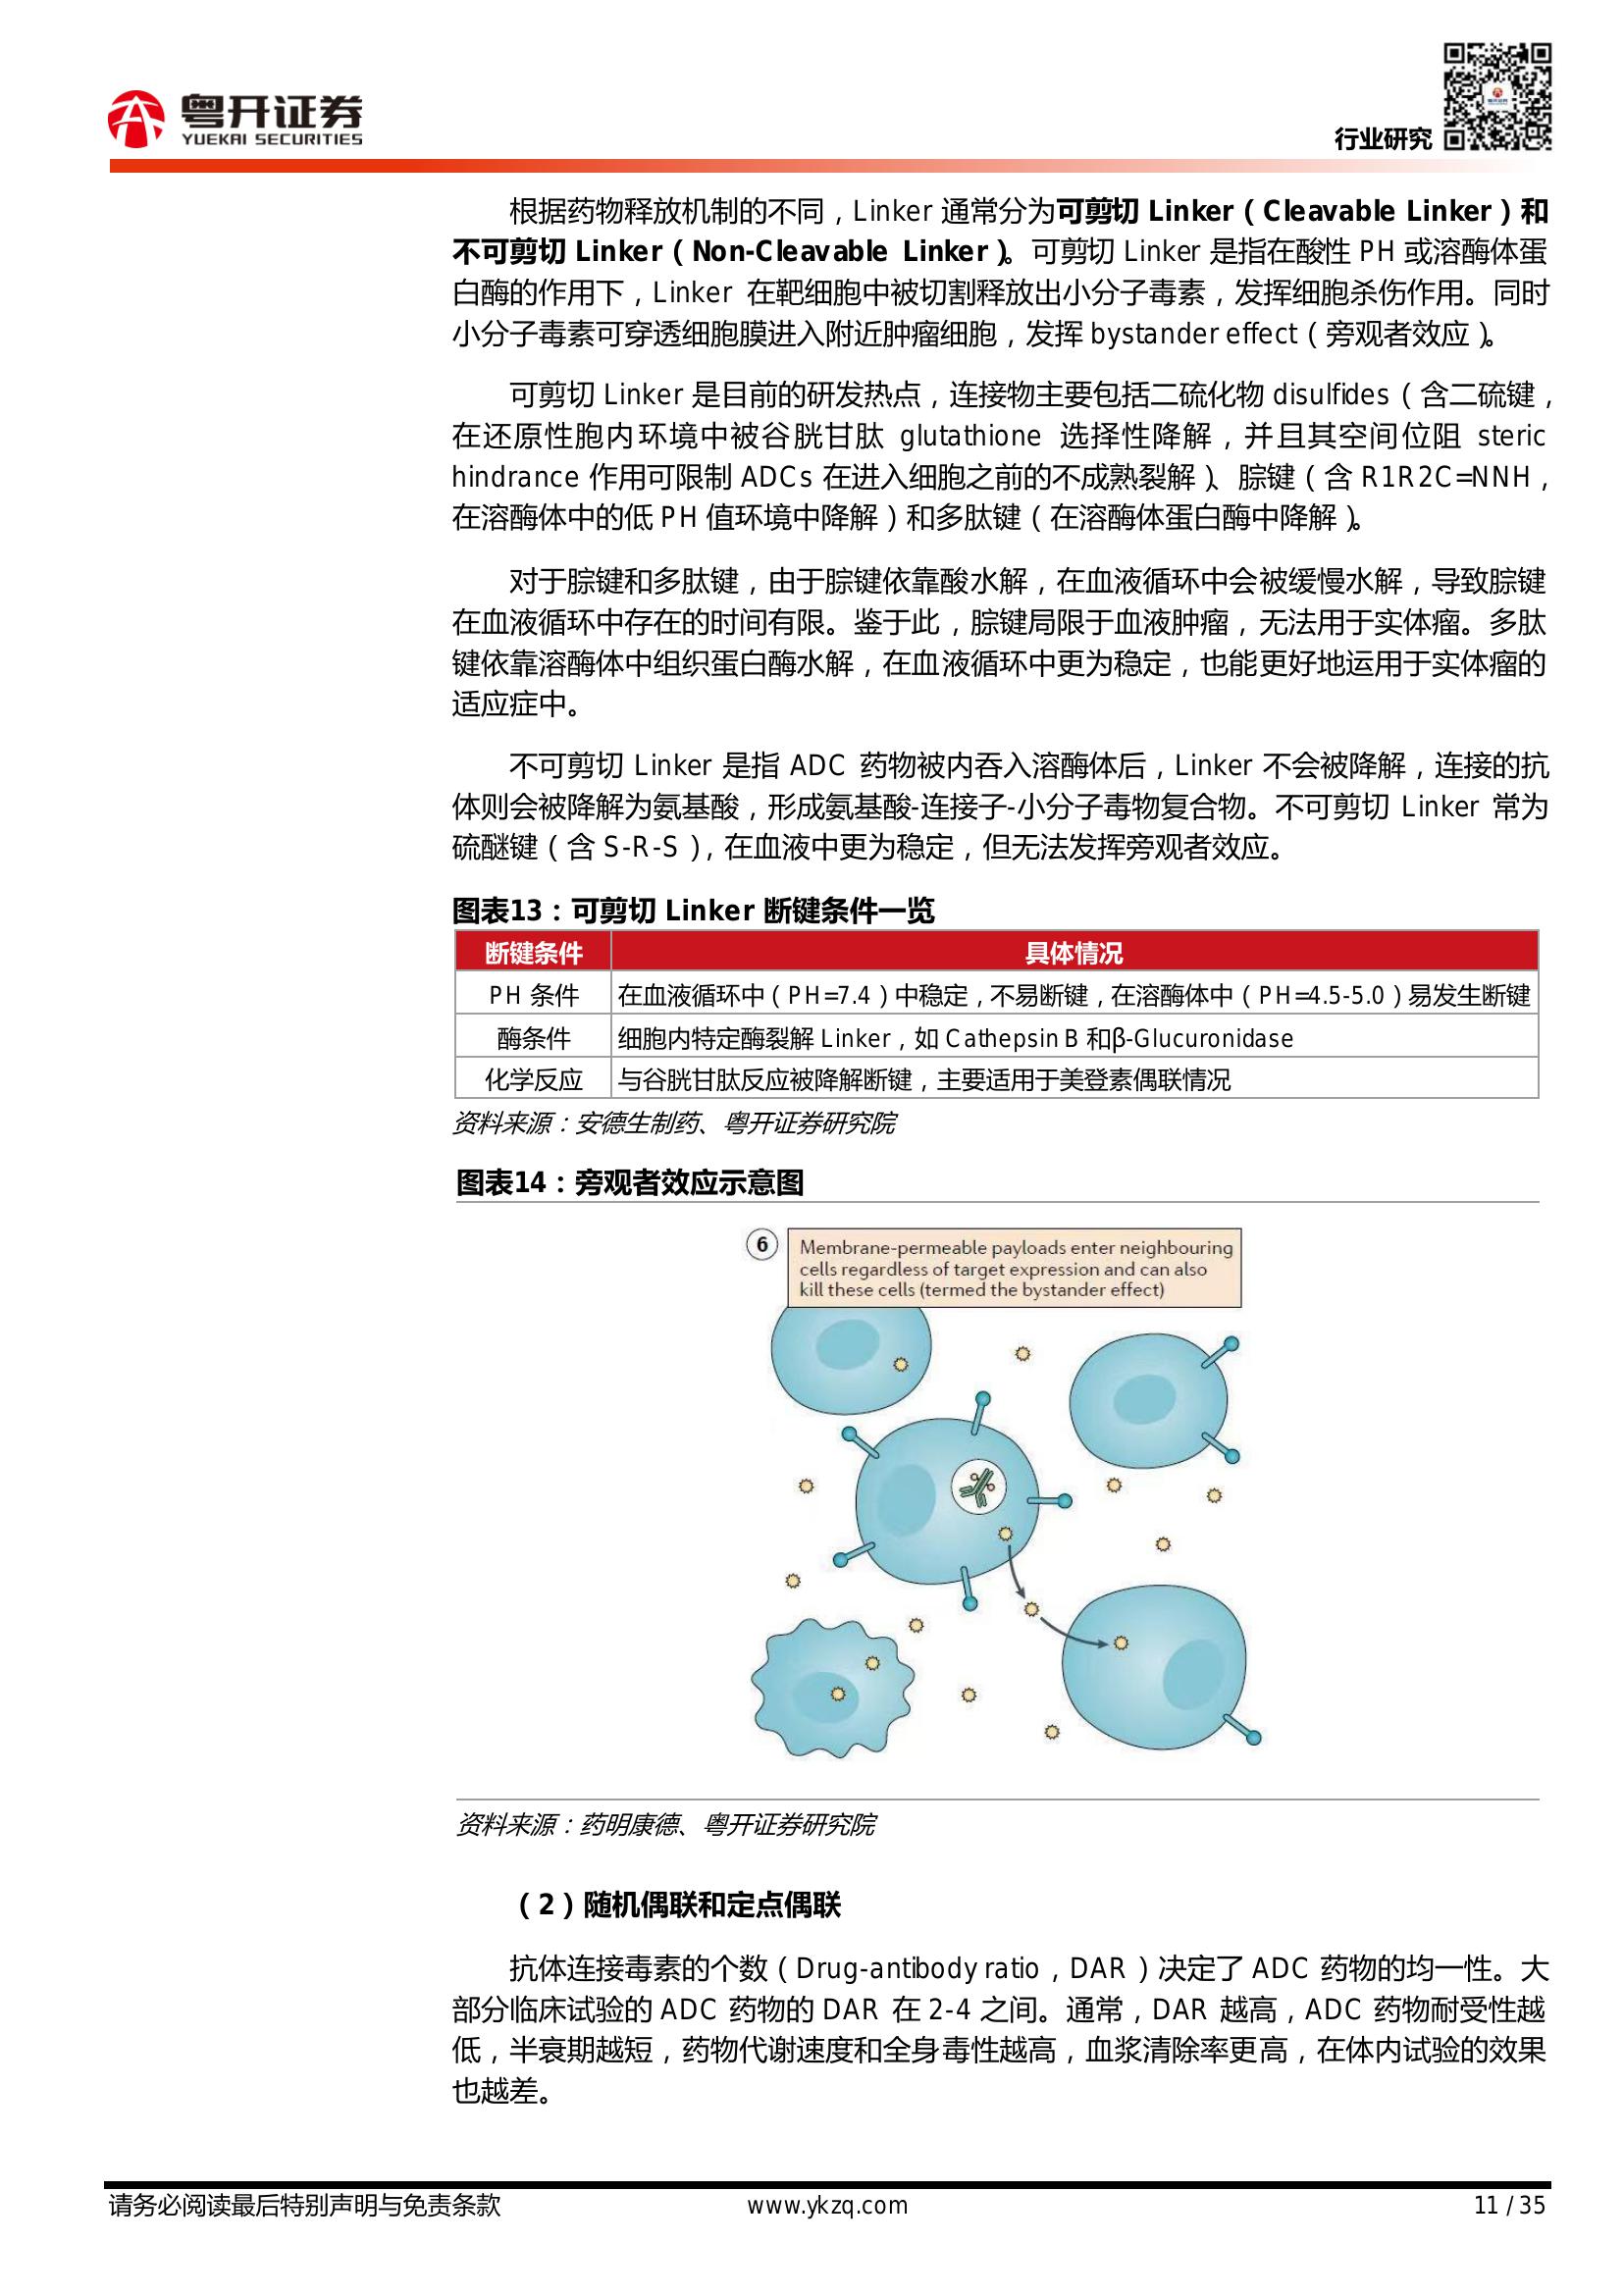 粤开证券
YUEKAI SECURITIES
行业研究
根据药物释放机制的不同，Linker 通常分为可剪切 Linker（Cleavable Linker）和
不可剪切 Linker（Non-Cleavable Linker）。可剪切 Linker 是指在酸性 PH 或溶酶体蛋
白酶的作用下，Linker 在靶细胞中被切割释放出小分子毒素，发挥细胞杀伤作用。同时
小分子毒素可穿透细胞膜进入附近肿瘤细胞，发挥 bystander effect（旁观者效应）。
可剪切 Linker 是目前的研发热点，连接物主要包括二硫化物 disulfides（含二硫键，
在还原性胞内环境中被谷胱甘肽 glutathione 选择性降解，并且其空间位阻 steric
hindrance 作用可限制 ADCs 在进入细胞之前的不成熟裂解）、腙键（含 R1R2C=NNH，
在溶酶体中的低 PH 值环境中降解）和多肽键（在溶酶体蛋白酶中降解）。
对于腙键和多肽键，由于腙键依靠酸水解，在血液循环中会被缓慢水解，导致腙键
在血液循环中存在的时间有限。鉴于此，腙键局限于血液肿瘤，无法用于实体瘤。多肽
键依靠溶酶体中组织蛋白酶水解，在血液循环中更为稳定，也能更好地运用于实体瘤的
适应症中。
不可剪切 Linker 是指 ADC 药物被内吞入溶酶体后，Linker 不会被降解，连接的抗
体则会被降解为氨基酸，形成氨基酸-连接子-小分子毒物复合物。不可剪切 Linker 常为
硫醚键（含 S-R-S），在血液中更为稳定，但无法发挥旁观者效应。
图表13：可剪切 Linker 断键条件一览
断键条件 具体情况
PH 条件 在血液循环中（PH=7.4）中稳定，不易断键，在溶酶体中（PH=4.5-5.0）易发生断键
酶条件 细胞内特定酶裂解 Linker，如 Cathepsin B 和β-Glucuronidase
化学反应 与谷胱甘肽反应被降解断键，主要适用于美登素偶联情况
资料来源：安德生制药、粤开证券研究院
图表14：旁观者效应示意图
6 Membrane-permeable payloads enter neighbouring
cells regardless of target expression and can also
kill these cells (termed the bystander effect)
资料来源：药明康德、粤开证券研究院
（2）随机偶联和定点偶联
抗体连接毒素的个数（Drug-antibody ratio，DAR）决定了 ADC 药物的均一性。大
部分临床试验的 ADC 药物的 DAR 在 2-4 之间。通常，DAR 越高，ADC 药物耐受性越
低，半衰期越短，药物代谢速度和全身毒性越高，血浆清除率更高，在体内试验的效果
也越差。
请务必阅读最后特别声明与免责条款 www.ykzq.com 11 / 35